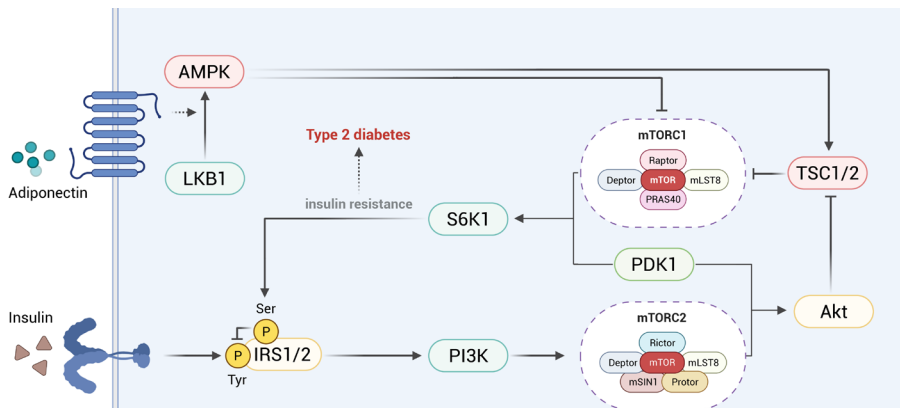 AMPK
mTORC1
Raptor
Deptor
mTOR
mLST8
PRAS40
TSC1/2
Type 2 diabetes
Adiponectin
LKB1
insulin resistance
S6K1
PDK1
Akt
Insulin
Ser
P
P
IRS1/2
Tyr
PI3K
mTORC2
Rictor
Deptor
mTOR
mLST8
mSIN1
Protor